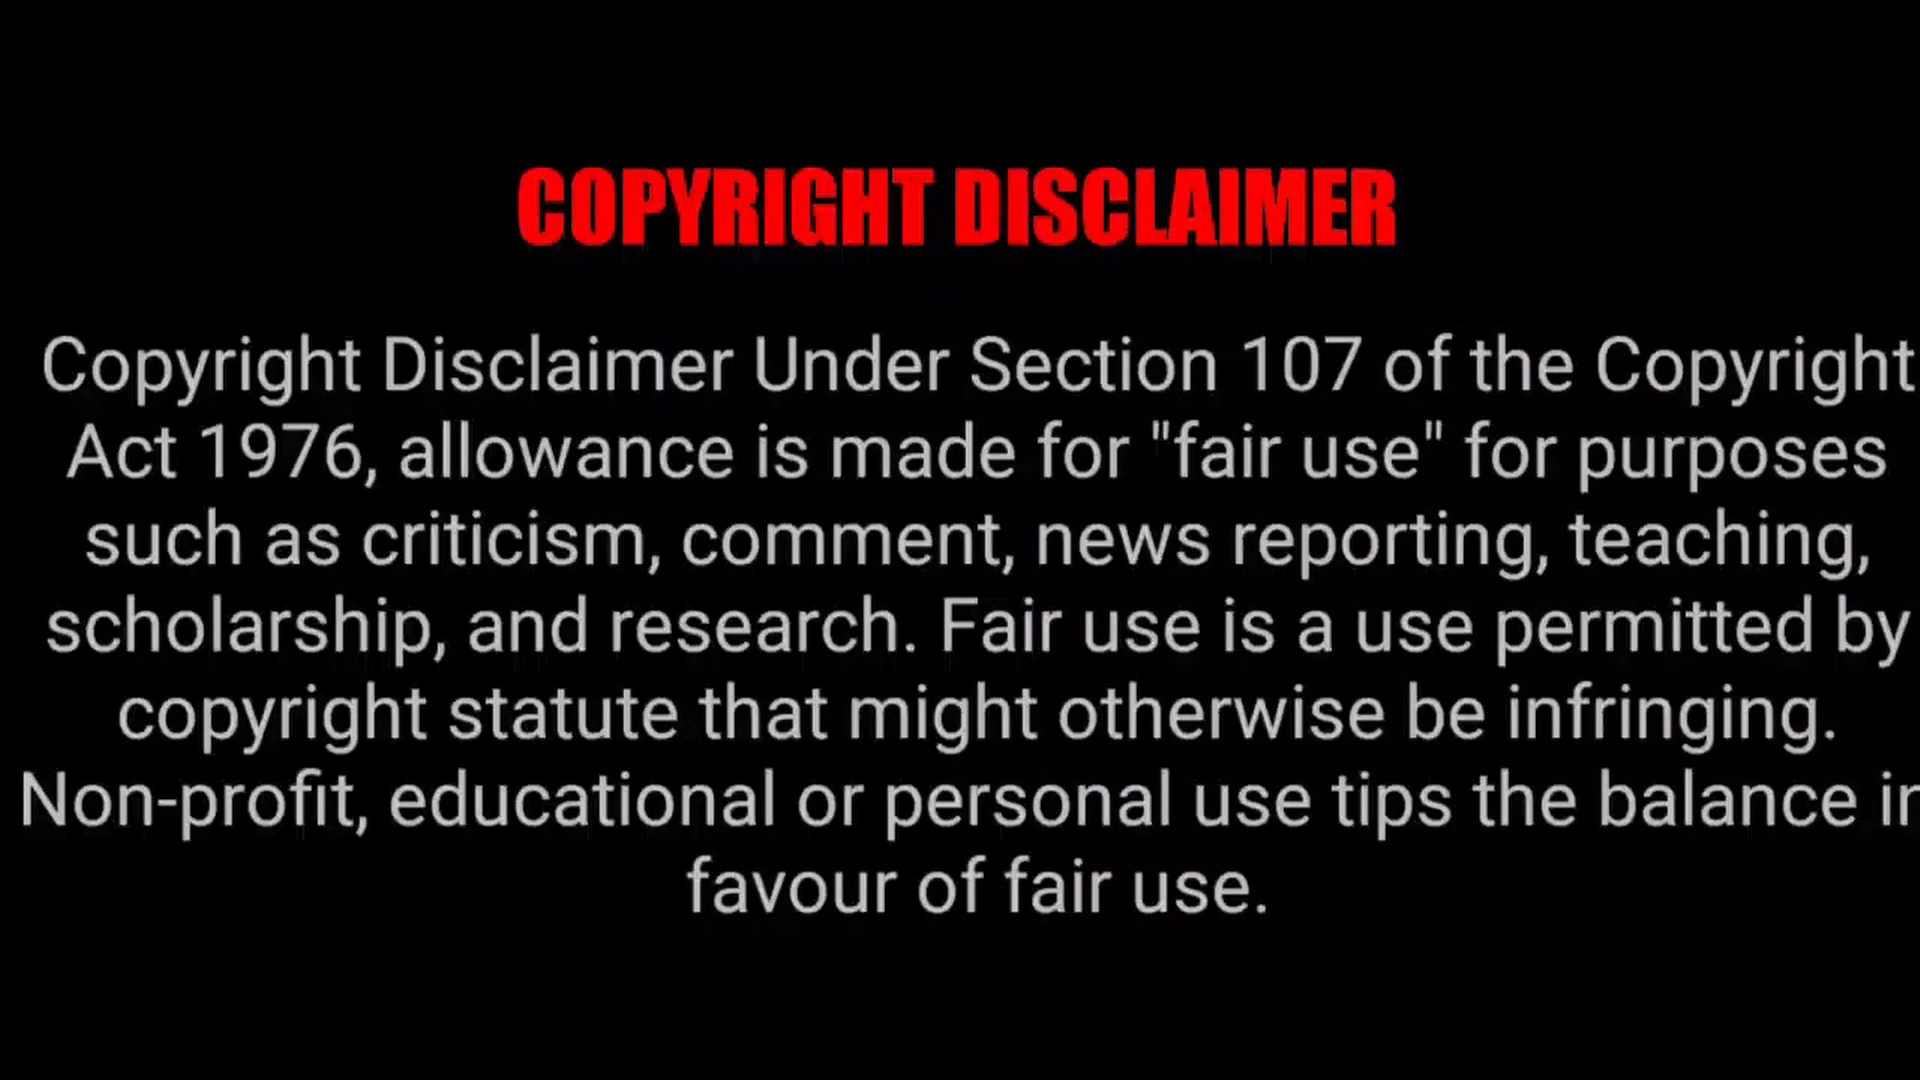 COPYRIGHT DISCLAIMER
Copyright Disclaimer Under Section 107 of the Copyright
Act 1976, allowance is made for "fair use" for purposes
such as criticism, comment, news reporting, teaching,
scholarship, and research. Fair use is a use permitted by
copyright statute that might otherwise be infringing.
Non-profit, educational or personal use tips the balance in
favour of fair use.